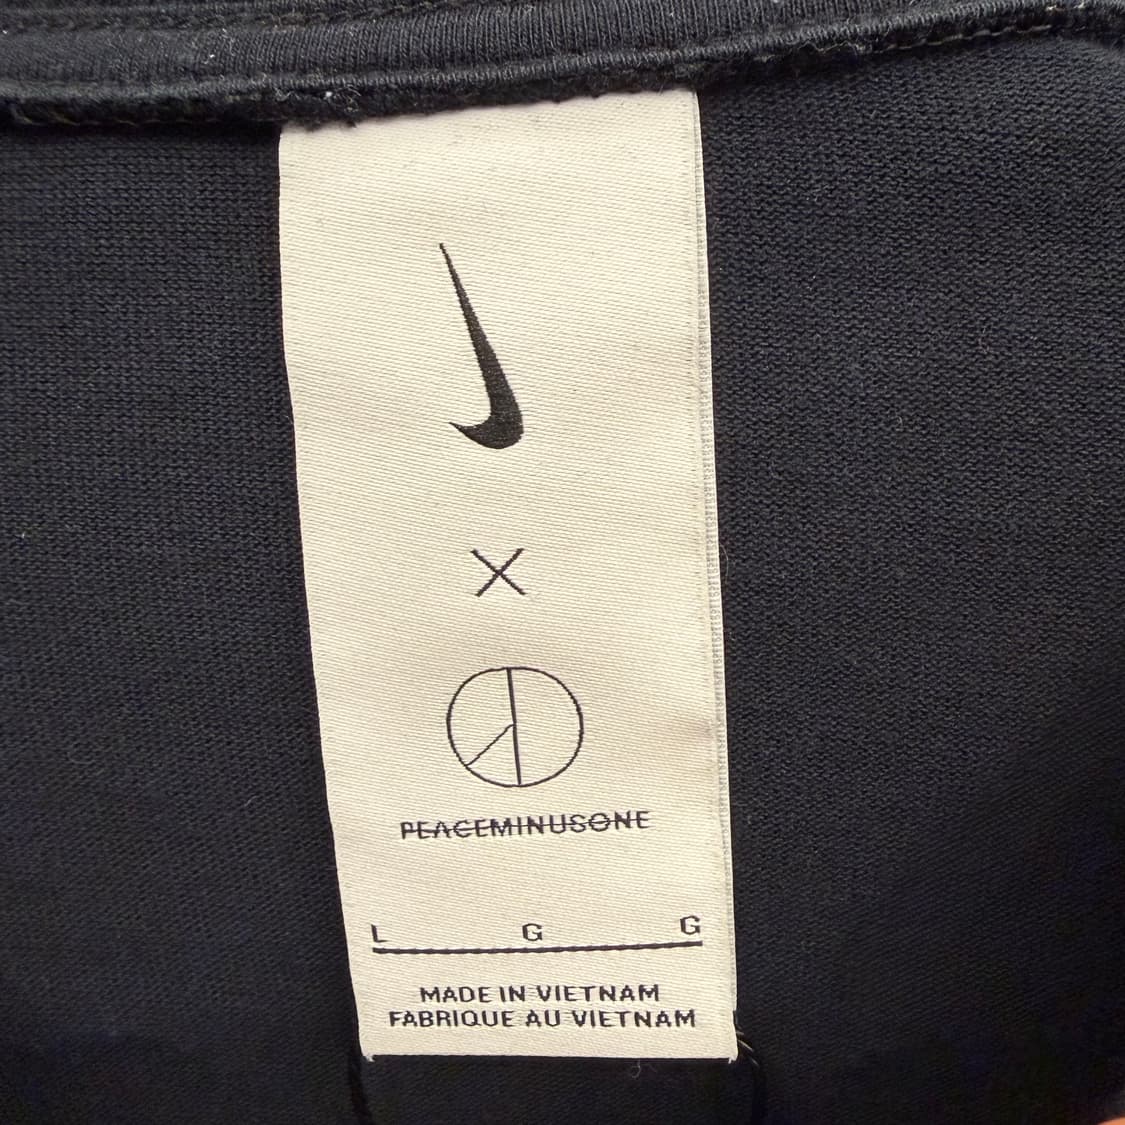 X
PEACEMINUSONE
L G G
MADE IN VIETNAM
FABRIQUE AU VIETNAM